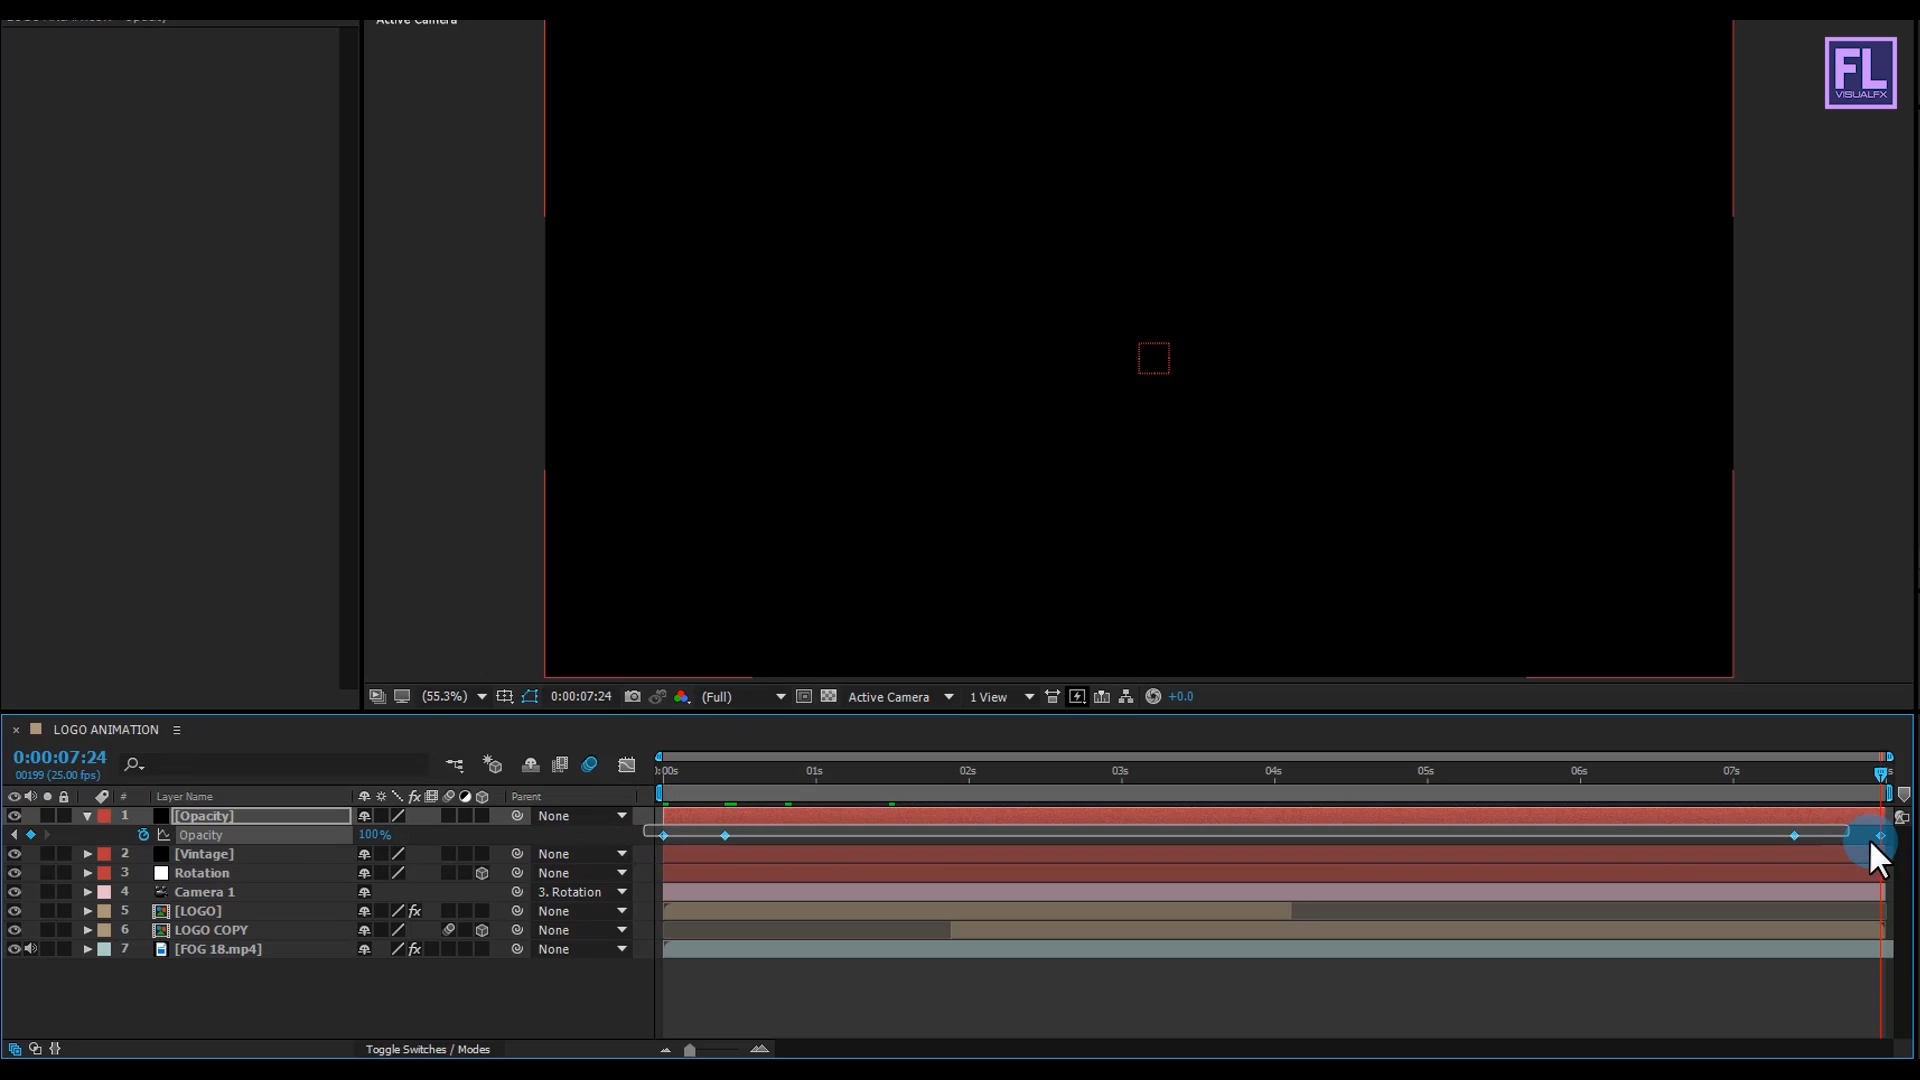 Active Camera
FL
VISUALFX
(55.3%) 0:00:07:24 (Full) Active Camera 1 View +0.0
× LOGO ANIMATION
0:00:07:24
00199 (25.00 fps)
:00s 01s 02s 03s 04s 05s 06s 07s s
# Layer Name fx Parent
1 [Opacity] None
Opacity 100%
2 [Vintage] None
3 Rotation None
4 Camera 1 3. Rotation
5 [LOGO] fx None
6 LOGO COPY None
7 [FOG 18.mp4] fx None
Toggle Switches / Modes